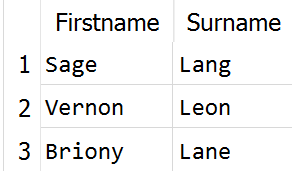 Firstname Surname
1 Sage Lang
2 Vernon Leon
3 Briony Lane